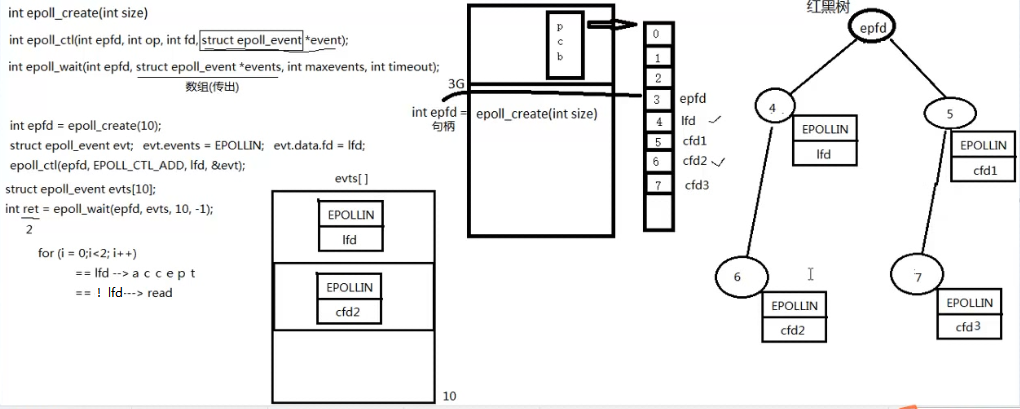 int epoll_create(int size)
int epoll_ctl(int epfd, int op, int fd, struct epoll_event *event);
int epoll_wait(int epfd, struct epoll_event *events, int maxevents, int timeout);
数组(传出)
int epfd = epoll_create(10);
struct epoll_event evt; evt.events = EPOLLIN; evt.data.fd = lfd;
epoll_ctl(epfd, EPOLL_CTL_ADD, lfd, &evt);
struct epoll_event evts[10];
int ret = epoll_wait(epfd, evts, 10, -1);
2
for (i = 0;i<2; i++)
== lfd --> a c c e p t
== ! lfd---> read
evts[ ]
EPOLLIN
lfd
EPOLLIN
cfd2
10
p
c
b
3G
int epfd = epoll_create(int size)
句柄
0
1
2
3 epfd
4 lfd
5 cfd1
6 cfd2
7 cfd3
红黑树
epfd
4
EPOLLIN
lfd
5
EPOLLIN
cfd1
6
EPOLLIN
cfd2
7
EPOLLIN
cfd3